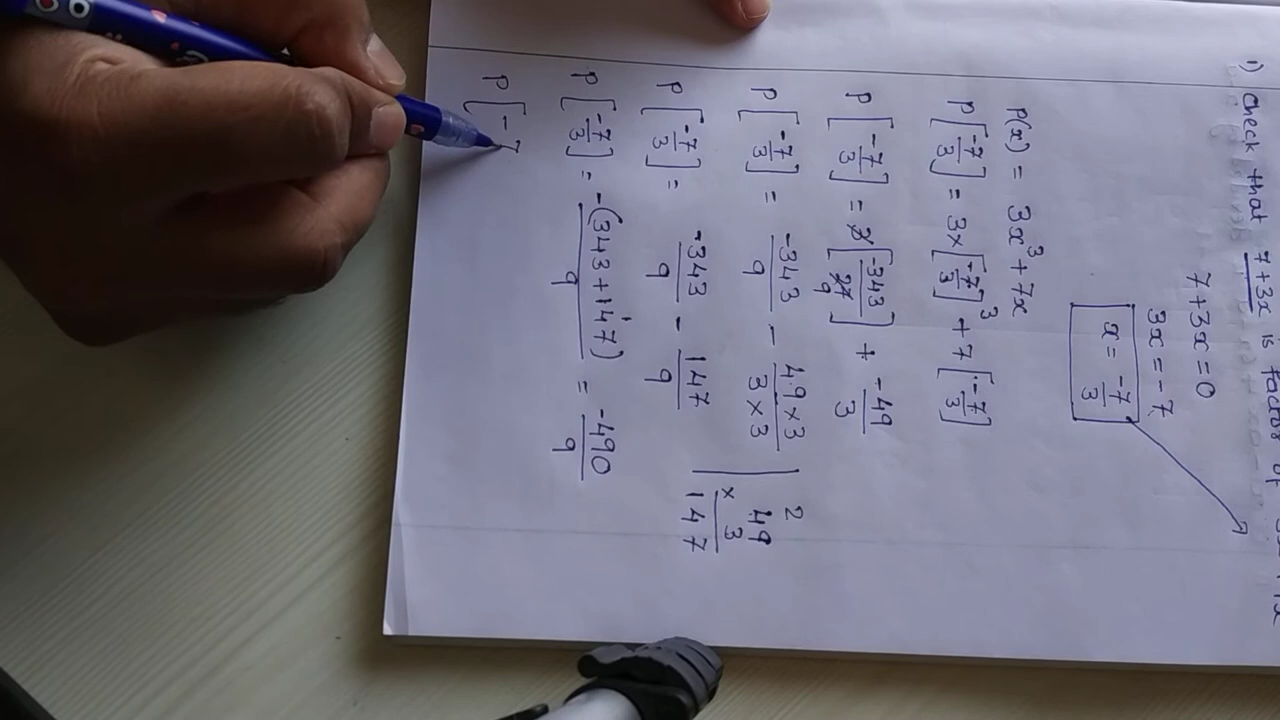 1) Check that 7+3x is factor of
7+3x=0
3x=-7
x= -7/3
p(x) = 3x³+7x
p[-7/3] = 3x[-7/3]³ + 7[-7/3]
p[-7/3] = 3[-343/27 9] + -49/3
p[-7/3] = -343/9 - 49×3/3×3
2
49
× 3
147
p[-7/3] = -343/9 - 147/9
p[-7/3] = -(343+147)/9 = -490/9
p[-7